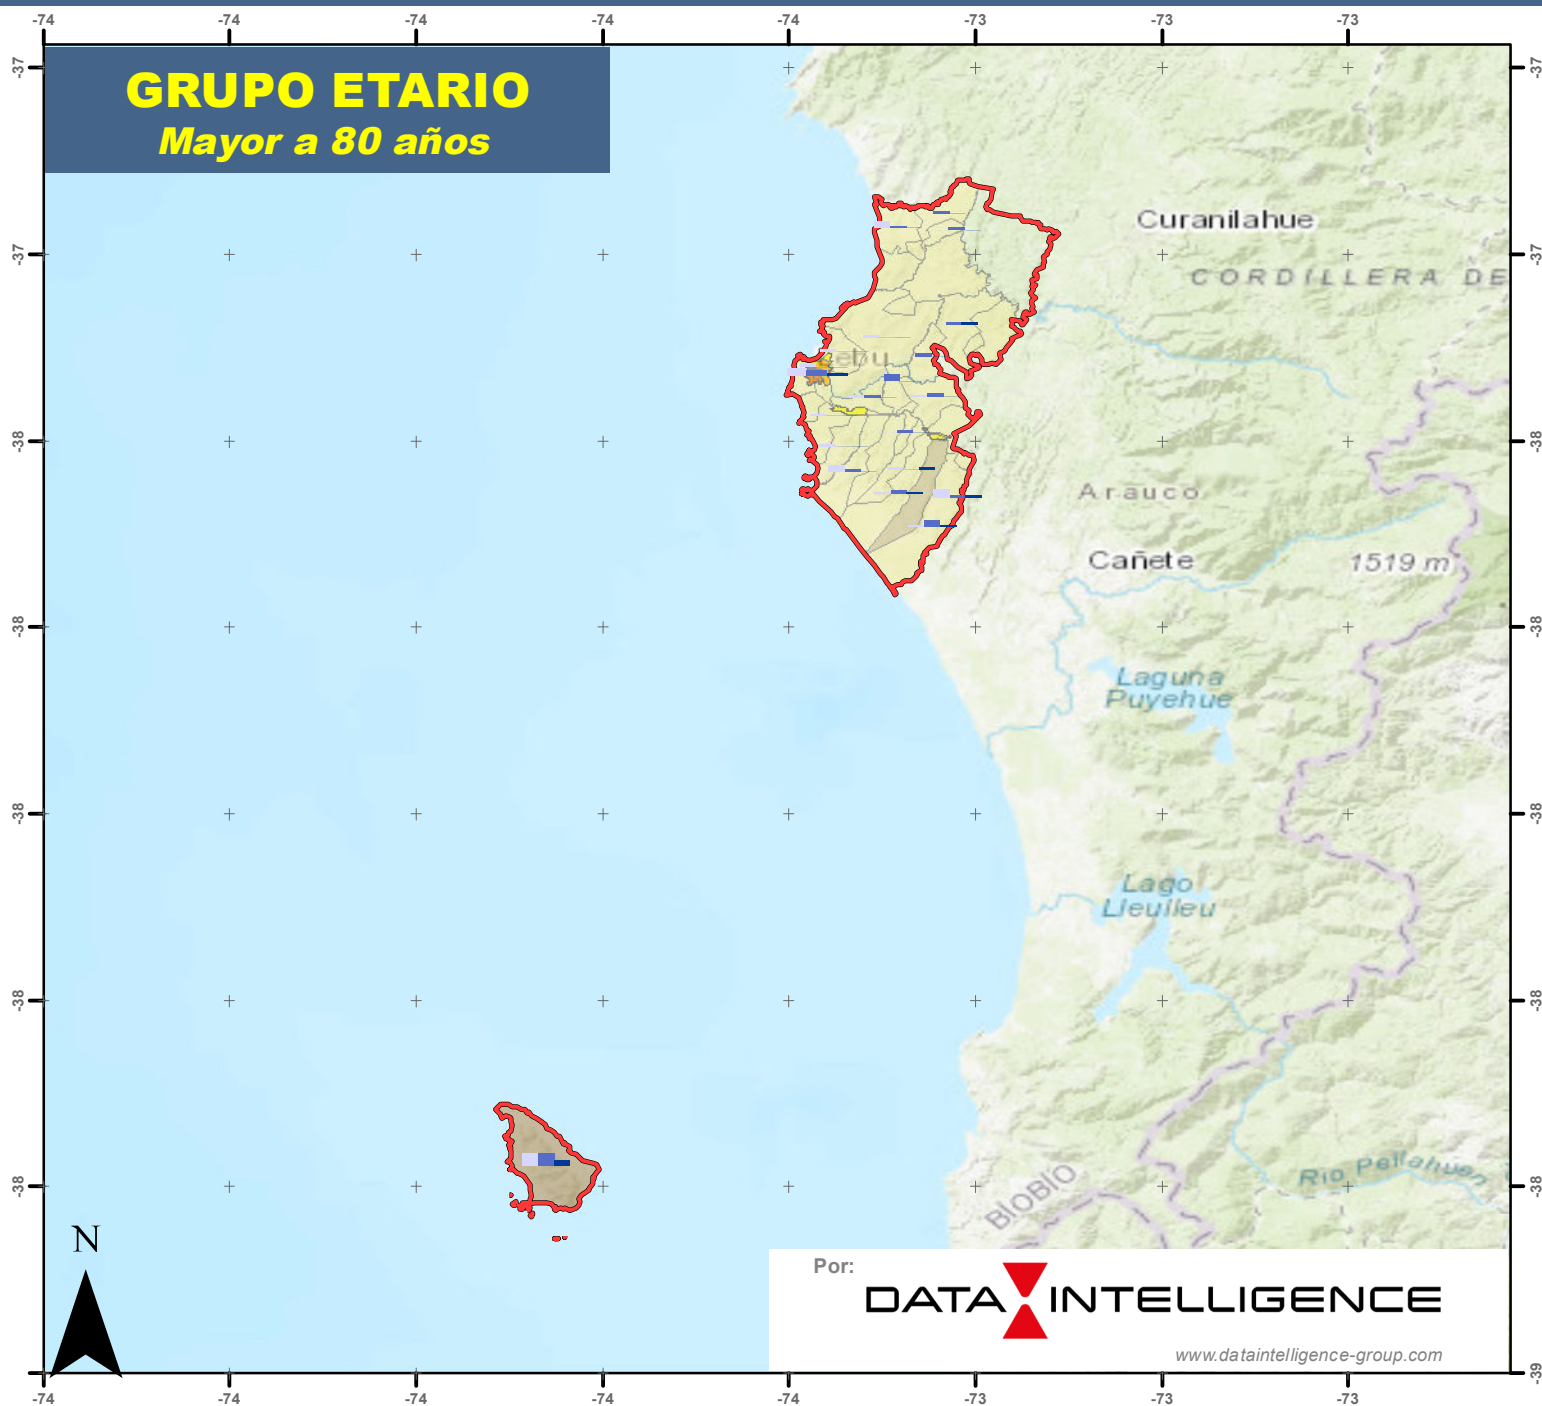 -74 -74 -74 -74 -74 -73 -73 -73
GRUPO ETARIO
Mayor a 80 años
-37 -37
-37 -37
-38 -38
-38 -38
-38 -38
-38 -38
-38 -38
-39
Curanilahue
CORDILLERA DE
Arauco
Cañete
1519 m
Laguna
Puyehue
Lago
Lleulleu
Rio Pellahuen
BIOBÍO
N
Por:
DATA INTELLIGENCE
www.dataintelligence-group.com
-74 -74 -74 -74 -74 -73 -73 -73